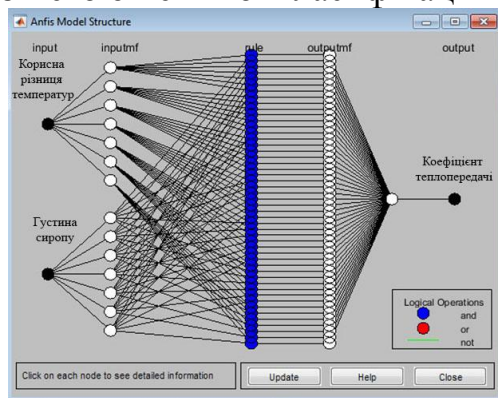 Anfis Model Structure
input inputmf rule outputmf output
Корисна
різниця
температур
Коефіцієнт
теплопередачі
Густина
сиропу
Logical Operations
and
or
not
Click on each node to see detailed information
Update Help Close